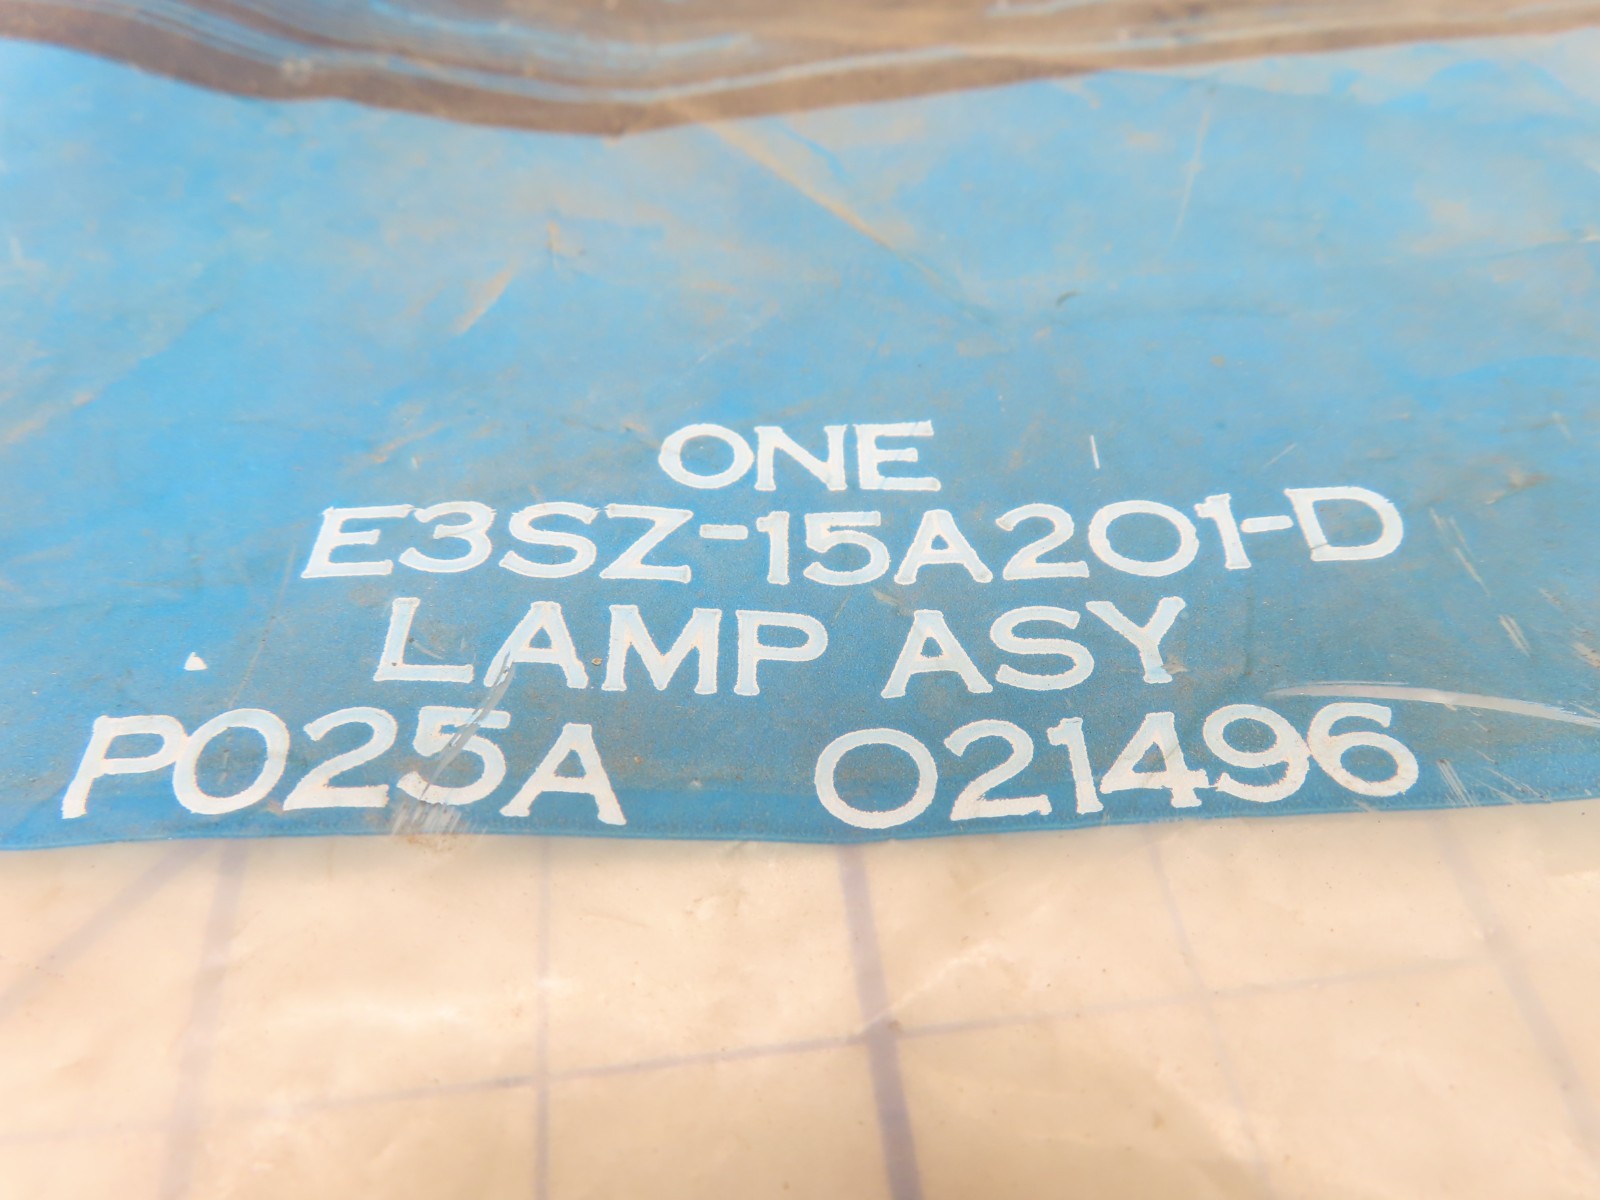 ONE
E3SZ-15A201-D
LAMP ASY
P025A 021496